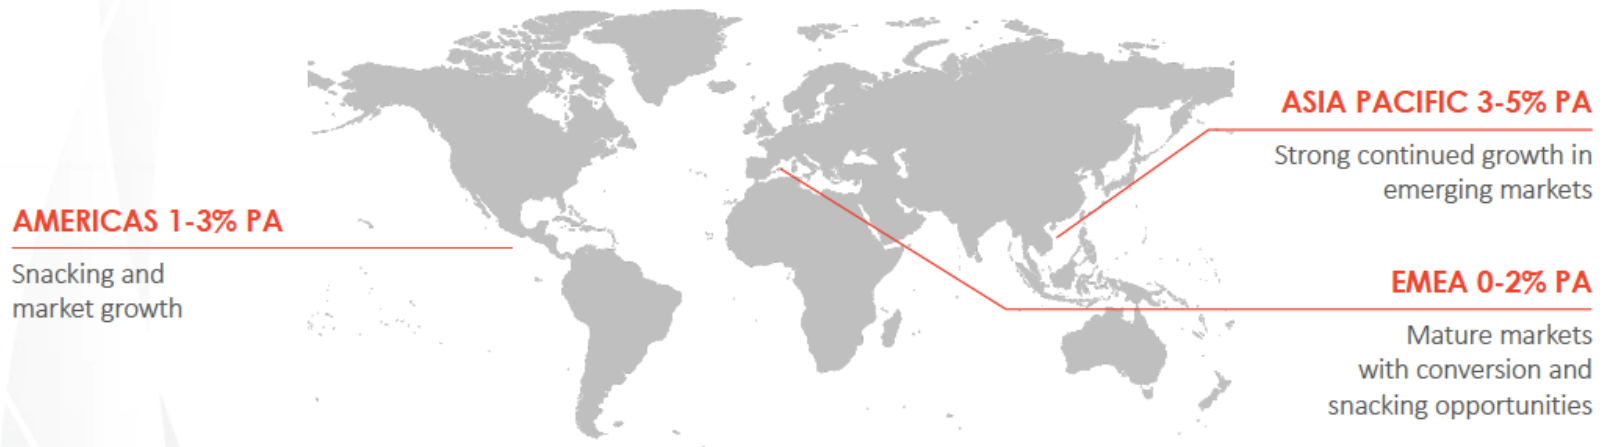 AMERICAS 1-3% PA
Snacking and
market growth
ASIA PACIFIC 3-5% PA
Strong continued growth in
emerging markets
EMEA 0-2% PA
Mature markets
with conversion and
snacking opportunities